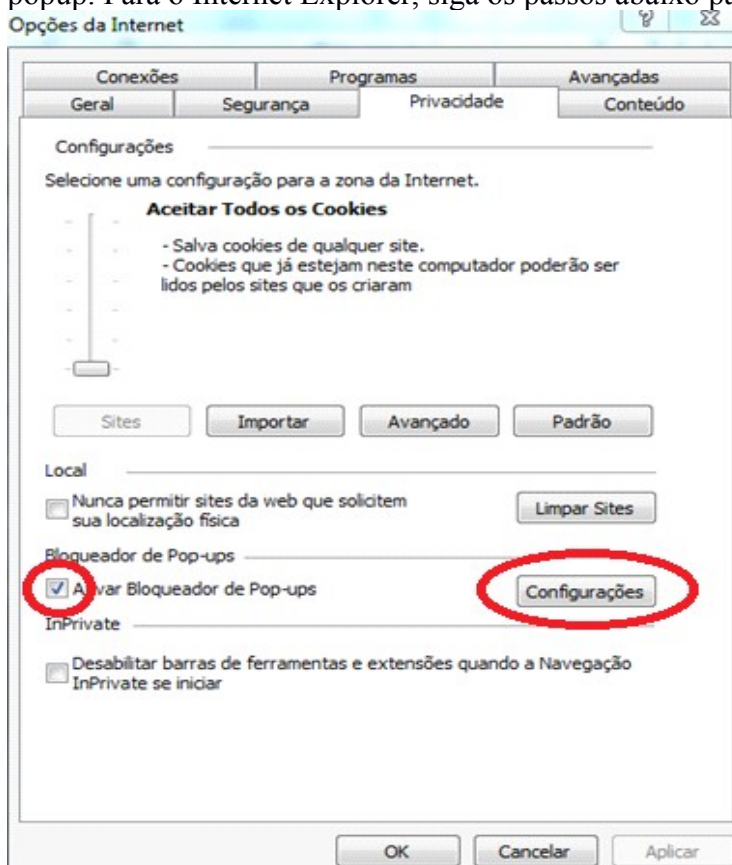 popup. Para o Internet Explorer, siga os passos abaixo
Opções da Internet
Conexões Programas Avançadas
Geral Segurança Privacidade Conteúdo
Configurações
Selecione uma configuração para a zona da Internet.
Aceitar Todos os Cookies
- Salva cookies de qualquer site.
- Cookies que já estejam neste computador poderão ser
lidos pelos sites que os criaram
Sites Importar Avançado Padrão
Local
Nunca permitir sites da web que solicitem
sua localização física
Limpar Sites
Bloqueador de Pop-ups
Ativar Bloqueador de Pop-ups
Configurações
InPrivate
Desabilitar barras de ferramentas e extensões quando a Navegação
InPrivate se iniciar
OK Cancelar Aplicar